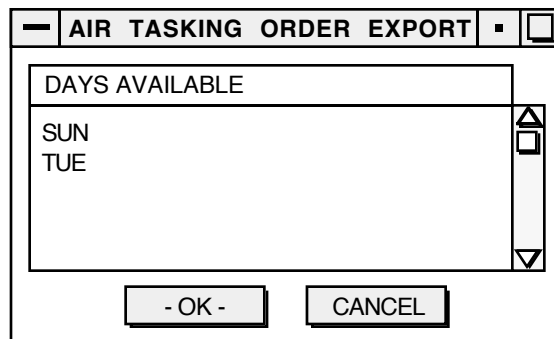 AIR TASKING ORDER EXPORT
DAYS AVAILABLE
SUN
TUE
- OK - CANCEL